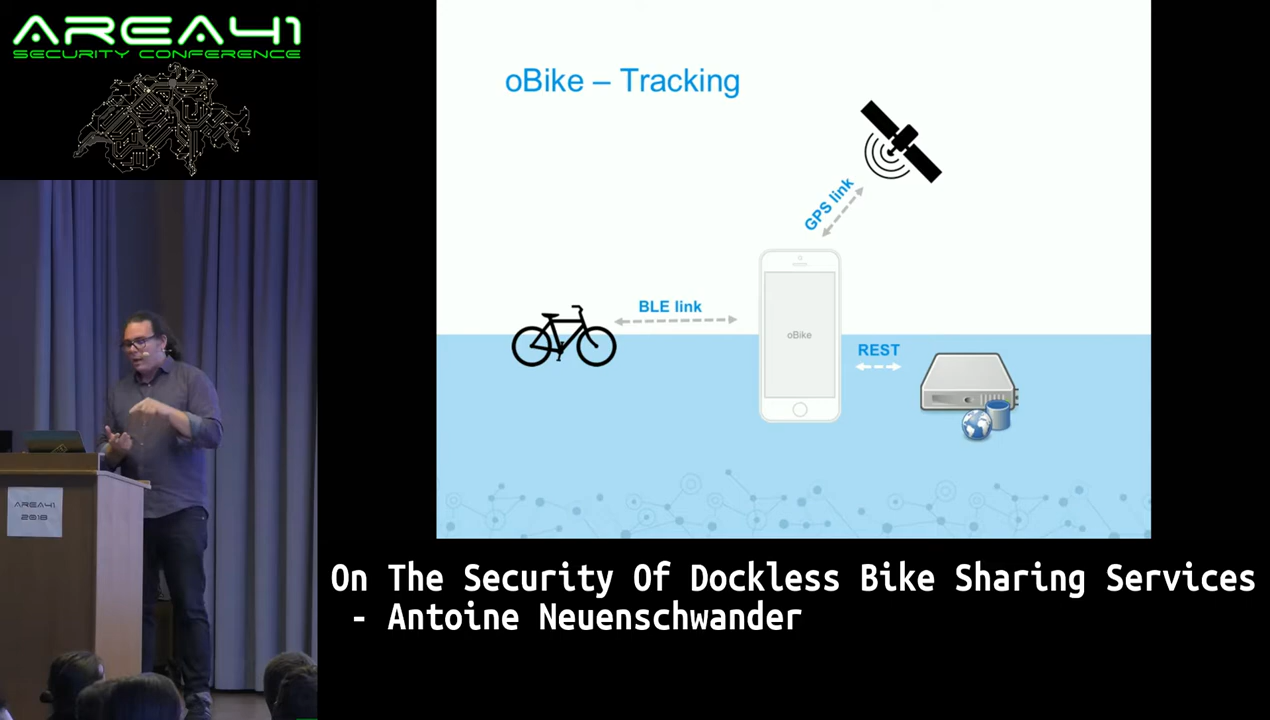 AREA41
SECURITY CONFERENCE
oBike – Tracking
GPS link
BLE link
oBike
REST
AREA41
2018
On The Security Of Dockless Bike Sharing Services
- Antoine Neuenschwander